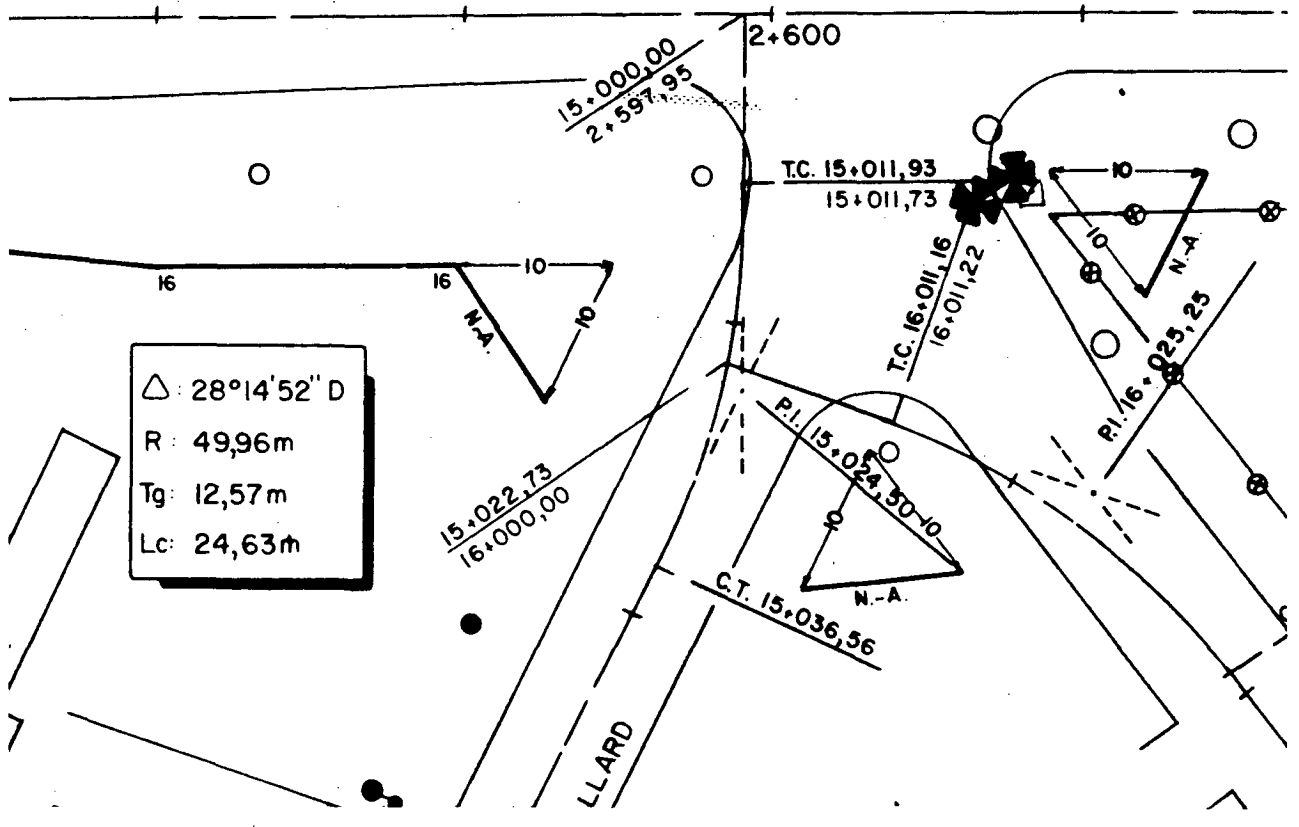 2+600
15+000,00
2+597,95
T.C. 15+011,93
15+011,73
10
10
N.-A.
16
16
10
10
N.-A.
T.C. 16+011,16
16+011,22
P.I. 16+025,25
△: 28°14'52" D
R: 49,96m
Tg: 12,57m
Lc: 24,63m
P.I. 15+024,50
10
10
N.-A.
15+022,73
16+000,00
C.T. 15+036,56
LLARD